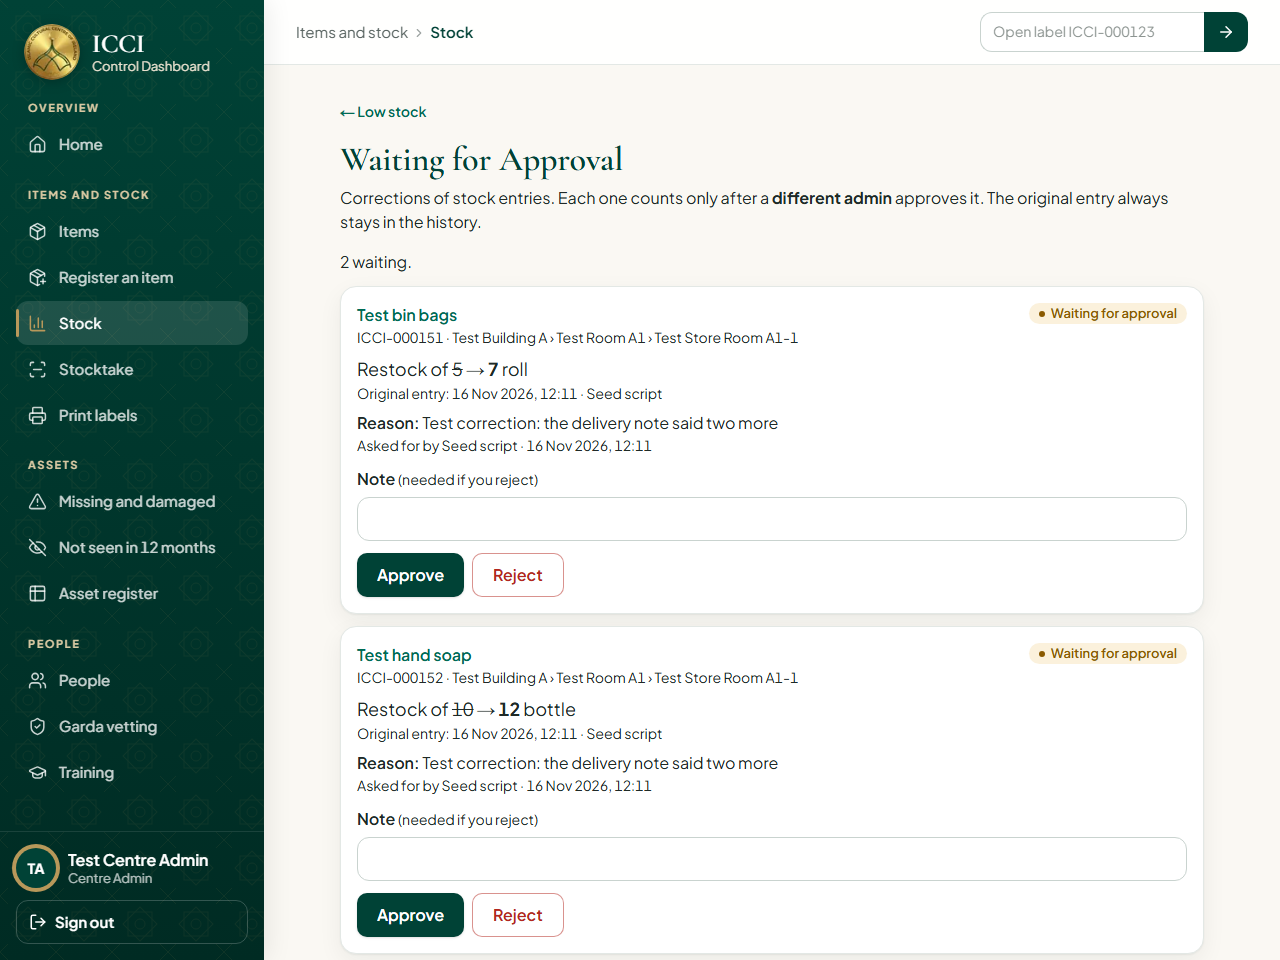 ICCI
Control Dashboard
OVERVIEW
Home
ITEMS AND STOCK
Items
Register an item
Stock
Stocktake
Print labels
ASSETS
Missing and damaged
Not seen in 12 months
Asset register
PEOPLE
People
Garda vetting
Training
TA
Test Centre Admin
Centre Admin
Sign out
Items and stock › Stock
Open label ICCI-000123
← Low stock
Waiting for Approval
Corrections of stock entries. Each one counts only after a different admin approves it. The original entry always
stays in the history.
2 waiting.
Test bin bags
Waiting for approval
ICCI-000151 · Test Building A › Test Room A1 › Test Store Room A1-1
Restock of 5 → 7 roll
Original entry: 16 Nov 2026, 12:11 · Seed script
Reason: Test correction: the delivery note said two more
Asked for by Seed script · 16 Nov 2026, 12:11
Note (needed if you reject)
Approve
Reject
Test hand soap
Waiting for approval
ICCI-000152 · Test Building A › Test Room A1 › Test Store Room A1-1
Restock of 10 → 12 bottle
Original entry: 16 Nov 2026, 12:11 · Seed script
Reason: Test correction: the delivery note said two more
Asked for by Seed script · 16 Nov 2026, 12:11
Note (needed if you reject)
Approve
Reject